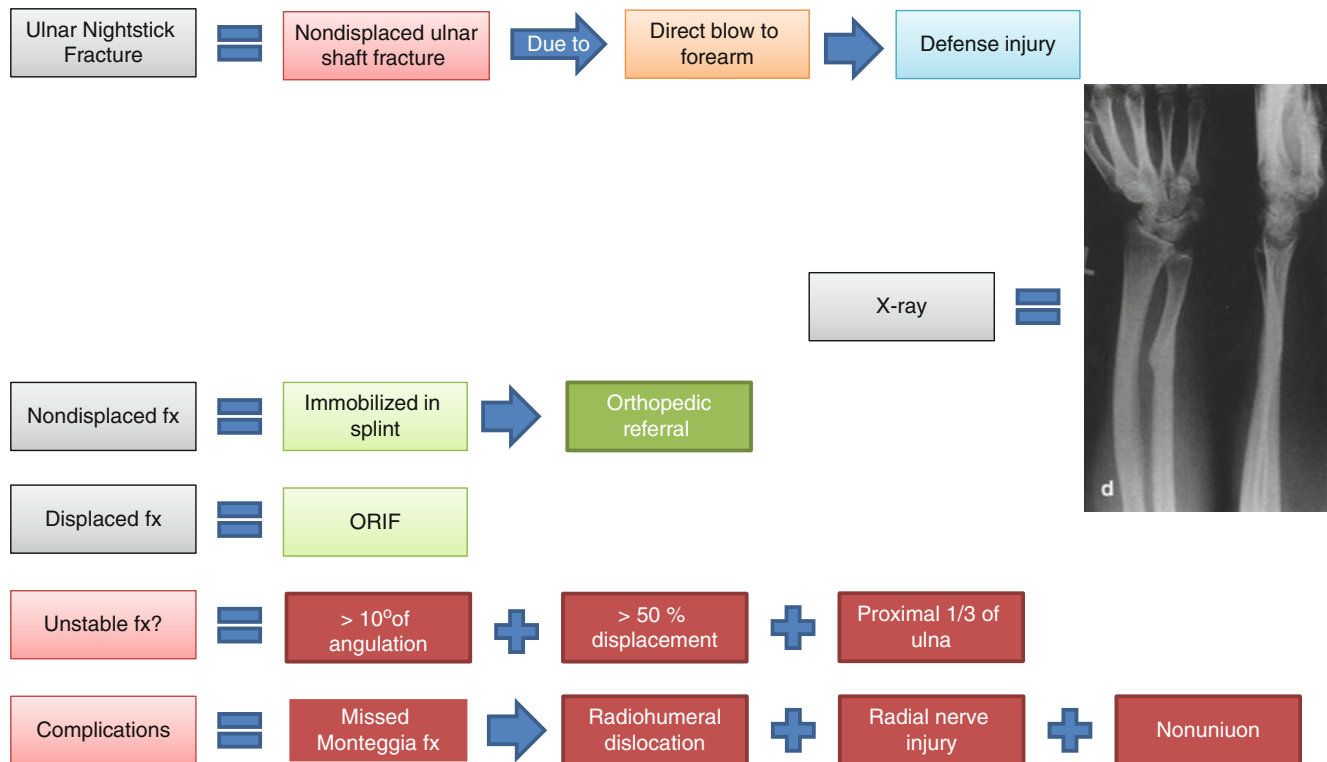 Ulnar Nightstick
Fracture
Nondisplaced ulnar
shaft fracture
Due to
Direct blow to
forearm
Defense injury
X-ray
d
Nondisplaced fx
Immobilized in
splint
Orthopedic
referral
Displaced fx
ORIF
Unstable fx?
> 10°of
angulation
> 50 %
displacement
Proximal 1/3 of
ulna
Complications
Missed
Monteggia fx
Radiohumeral
dislocation
Radial nerve
injury
Nonuniuon